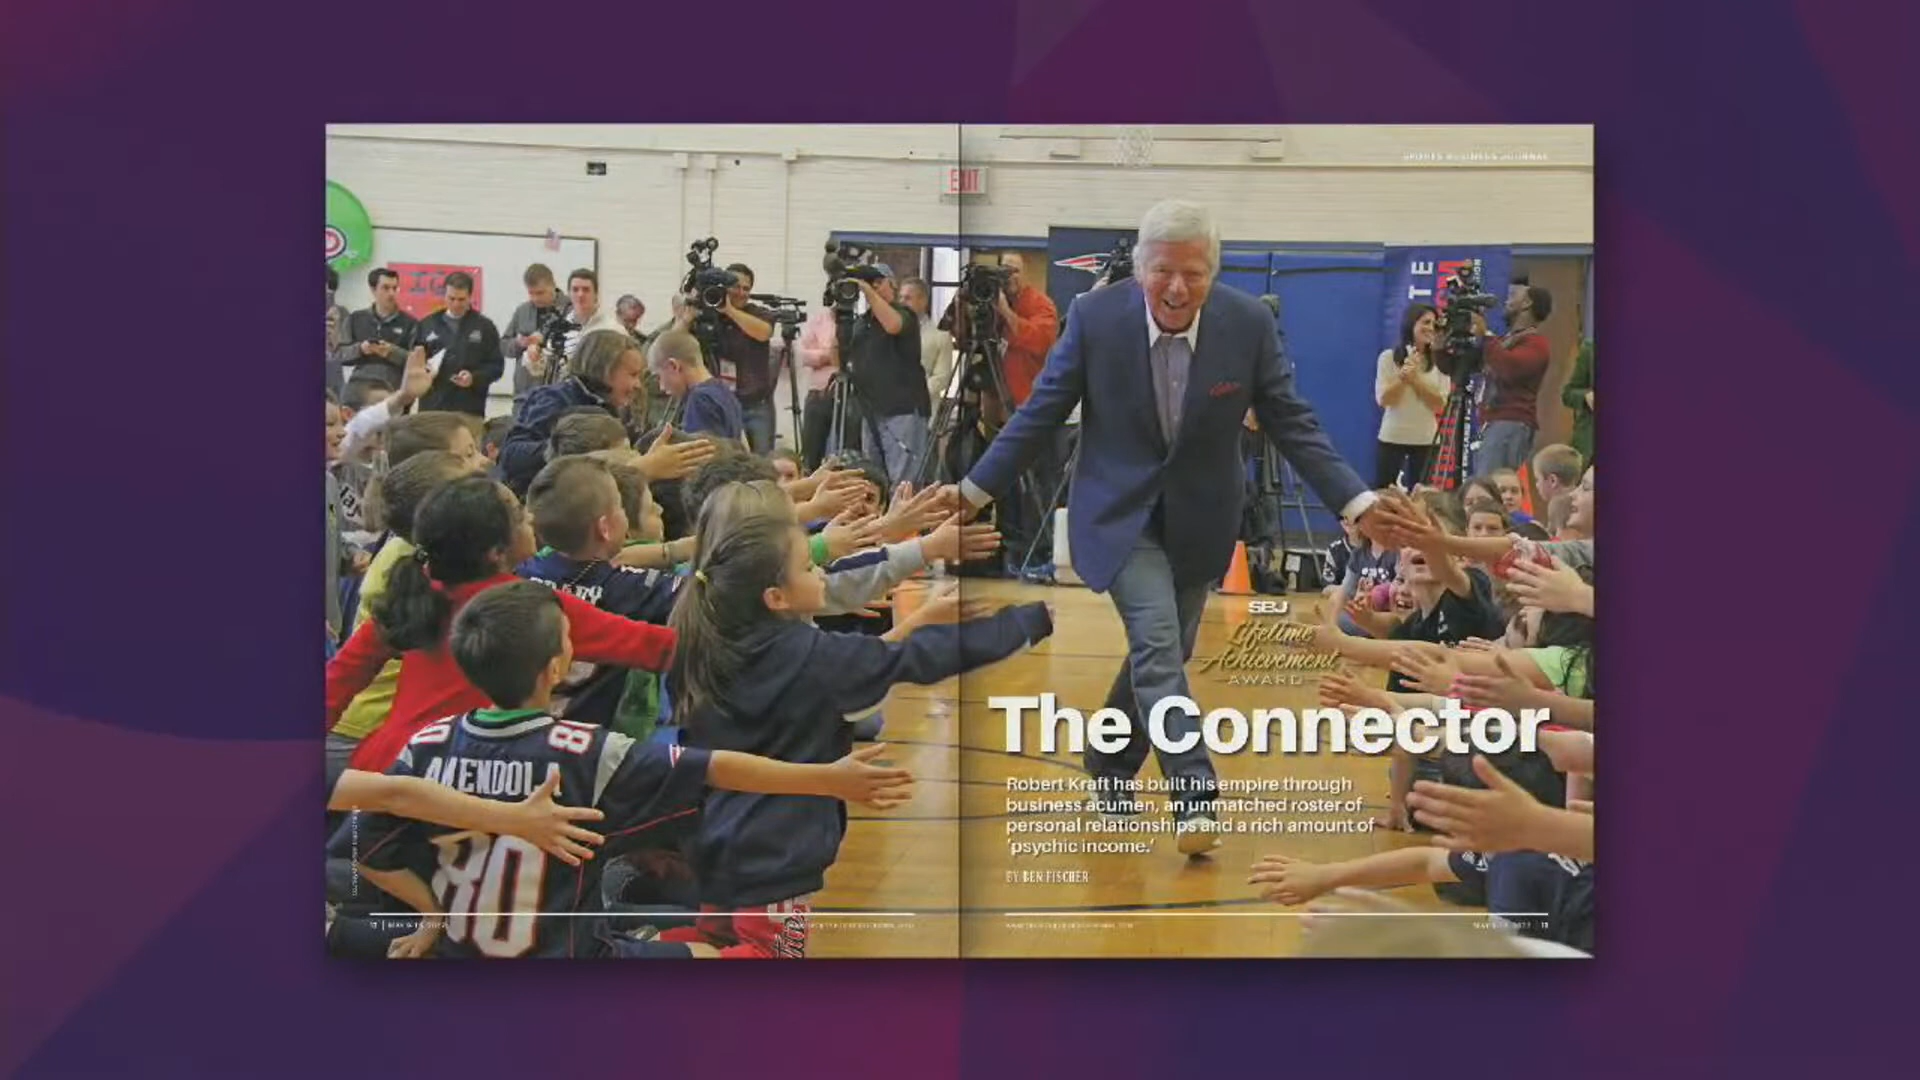 SPORTS BUSINESS JOURNAL
EXIT
AMENDOLA
80
80
SBJ
Lifetime
Achievement
AWARD
The Connector
Robert Kraft has built his empire through
business acumen, an unmatched roster of
personal relationships and a rich amount of
‘psychic income.’
BY BEN FISCHER